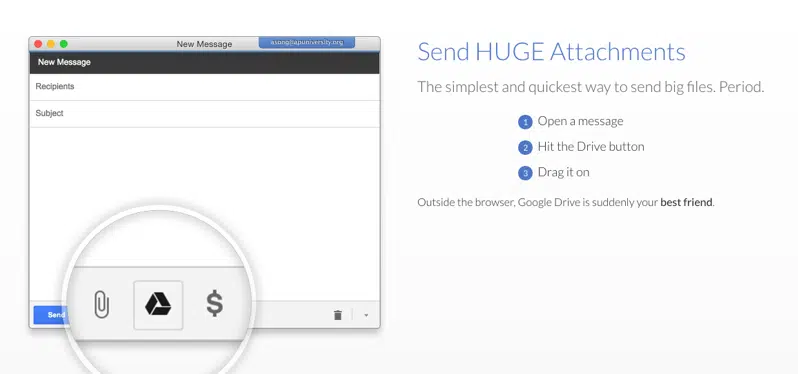 New Message
asong@apuniversity.org
New Message
Recipients
Subject
Send
Send HUGE Attachments
The simplest and quickest way to send big files. Period.
1 Open a message
2 Hit the Drive button
3 Drag it on
Outside the browser, Google Drive is suddenly your best friend.